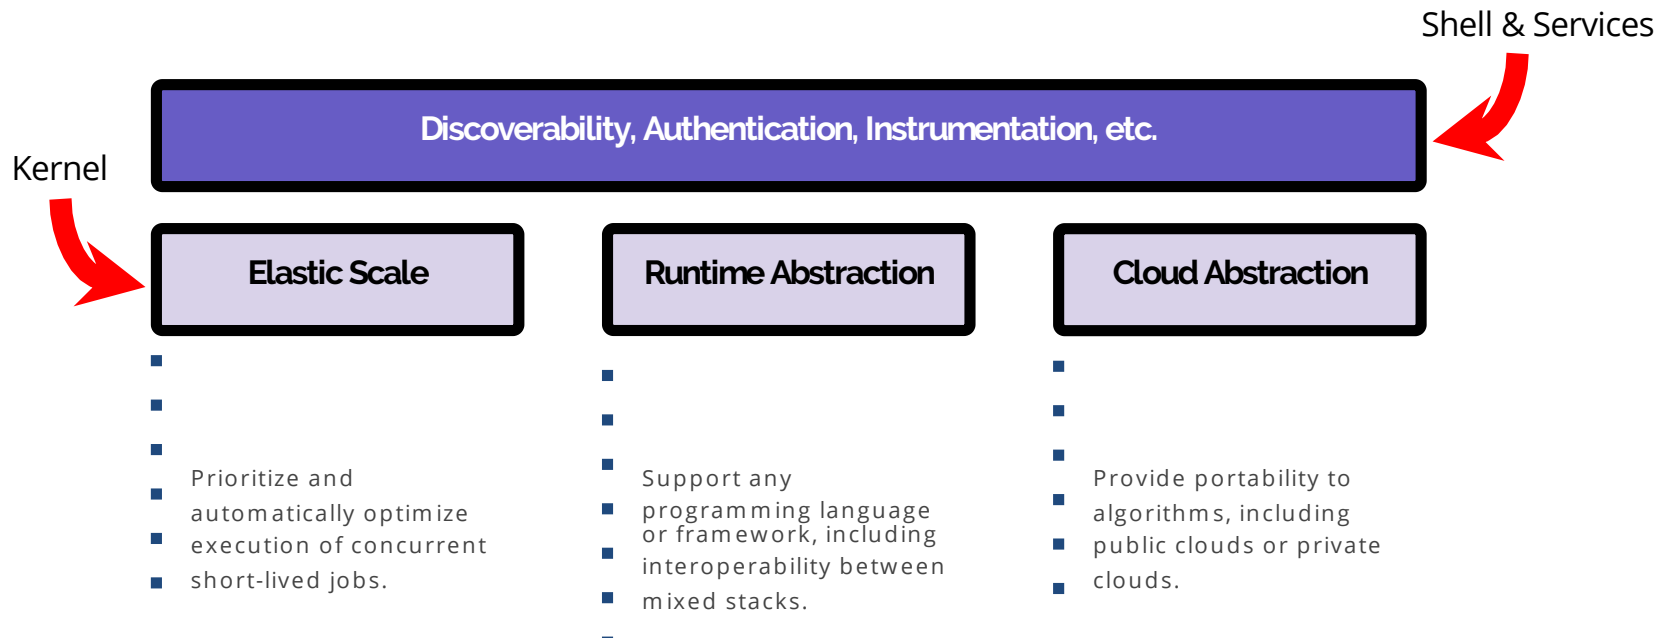 Shell & Services
Discoverability, Authentication, Instrumentation, etc.
Kernel
Elastic Scale
Runtime Abstraction
Cloud Abstraction
Prioritize and
automatically optimize
execution of concurrent
short-lived jobs.
Support any
programming language
or framework, including
interoperability between
mixed stacks.
Provide portability to
algorithms, including
public clouds or private
clouds.